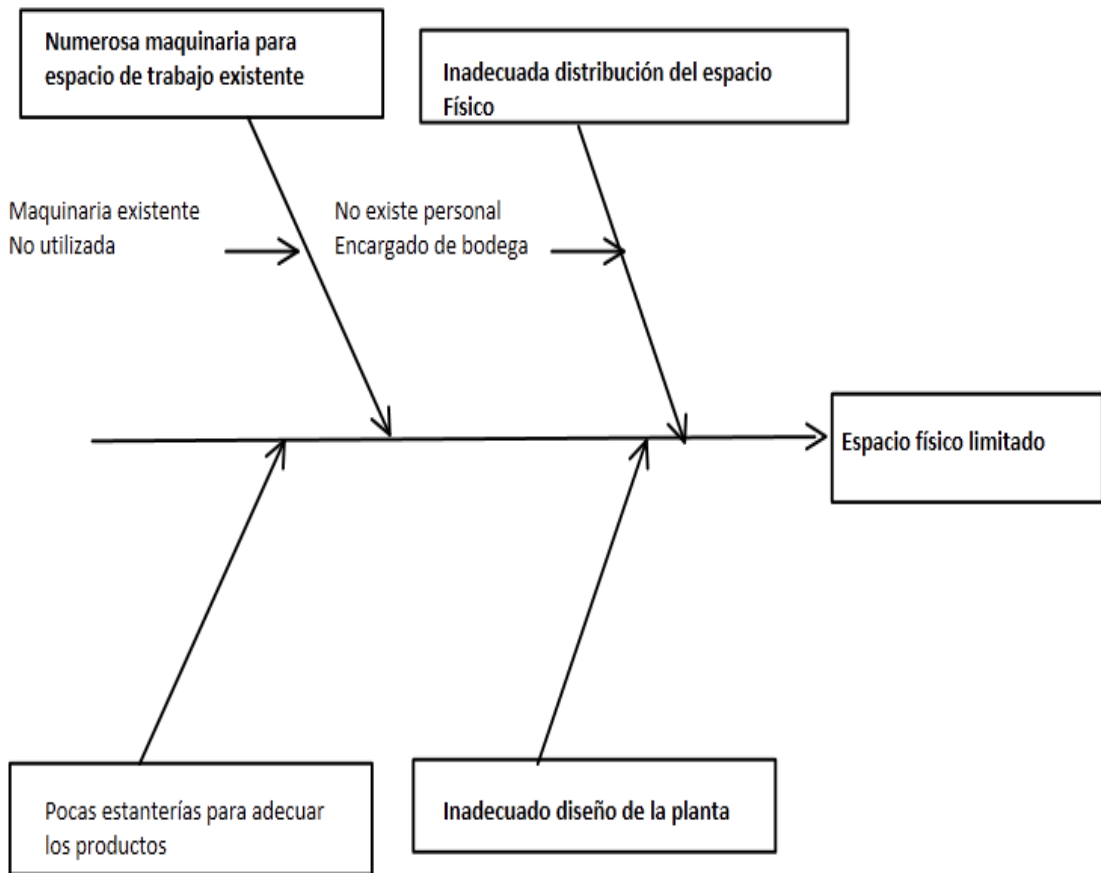 Numerosa maquinaria para
espacio de trabajo existente
Inadecuada distribución del espacio
Físico
Maquinaria existente
No utilizada
No existe personal
Encargado de bodega
Espacio físico limitado
Pocas estanterías para adecuar
los productos
Inadecuado diseño de la planta